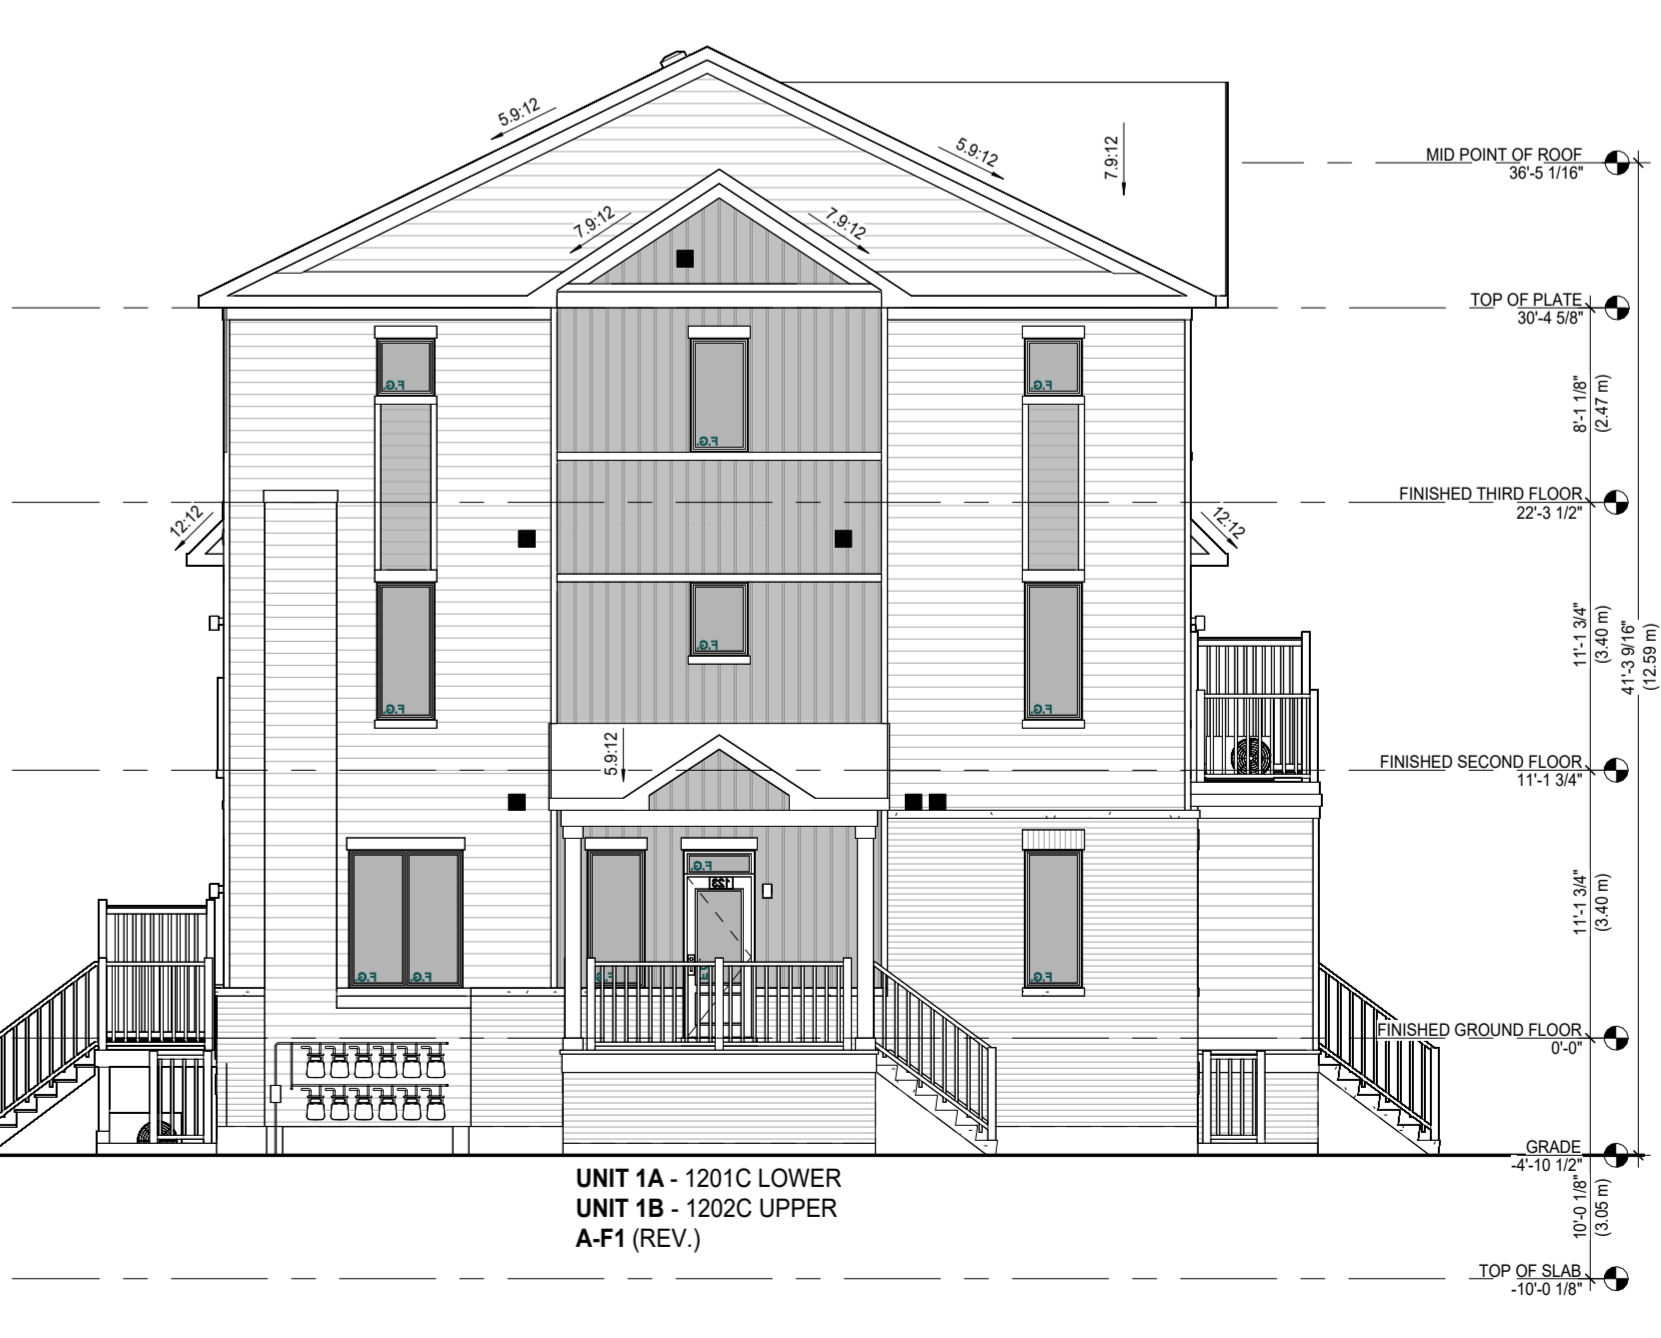 5.9:12
5.9:12
7.9:12
MID POINT OF ROOF
36'-5 1/16"
7.9:12
7.9:12
TOP OF PLATE
30'-4 5/8"
F.G.
F.G.
F.G.
8'-1 1/8"
(2.47 m)
FINISHED THIRD FLOOR
22'-3 1/2"
12:12
12:12
F.G.
11'-1 3/4"
(3.40 m)
41'-3 9/16"
(12.59 m)
F.G.
F.G.
5.9:12
FINISHED SECOND FLOOR
11'-1 3/4"
F.G.
123
11'-1 3/4"
(3.40 m)
F.G.
F.G.
F.G.
F.G.
FINISHED GROUND FLOOR
0'-0"
GRADE
-4'-10 1/2"
UNIT 1A - 1201C LOWER
UNIT 1B - 1202C UPPER
A-F1 (REV.)
10'-0 1/8"
(3.05 m)
TOP OF SLAB
-10'-0 1/8"